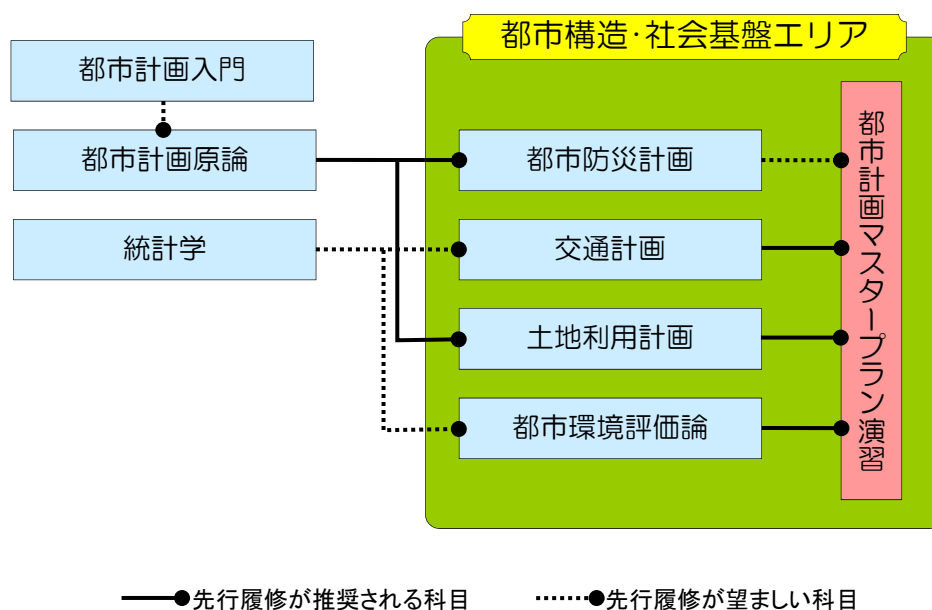 都市構造・社会基盤エリア
都市計画入門
都市計画原論
統計学
都市防災計画
交通計画
土地利用計画
都市環境評価論
都市計画マスタープラン演習
先行履修が推奨される科目
先行履修が望ましい科目